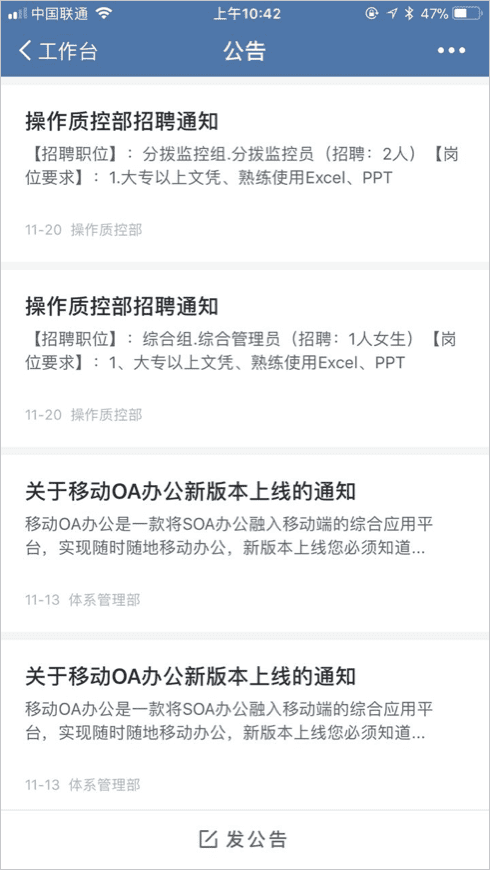 中国联通 上午10:42 47%
工作台 公告
操作质控部招聘通知
【招聘职位】：分拨监控组.分拨监控员（招聘：2人）【岗
位要求】：1.大专以上文凭、熟练使用Excel、PPT
11-20 操作质控部
操作质控部招聘通知
【招聘职位】：综合组.综合管理员（招聘：1人女生）【岗
位要求】：1、大专以上文凭、熟练使用Excel、PPT
11-20 操作质控部
关于移动OA办公新版本上线的通知
移动OA办公是一款将SOA办公融入移动端的综合应用平
台，实现随时随地移动办公，新版本上线您必须知道...
11-13 体系管理部
关于移动OA办公新版本上线的通知
移动OA办公是一款将SOA办公融入移动端的综合应用平
台，实现随时随地移动办公，新版本上线您必须知道...
11-13 体系管理部
发公告